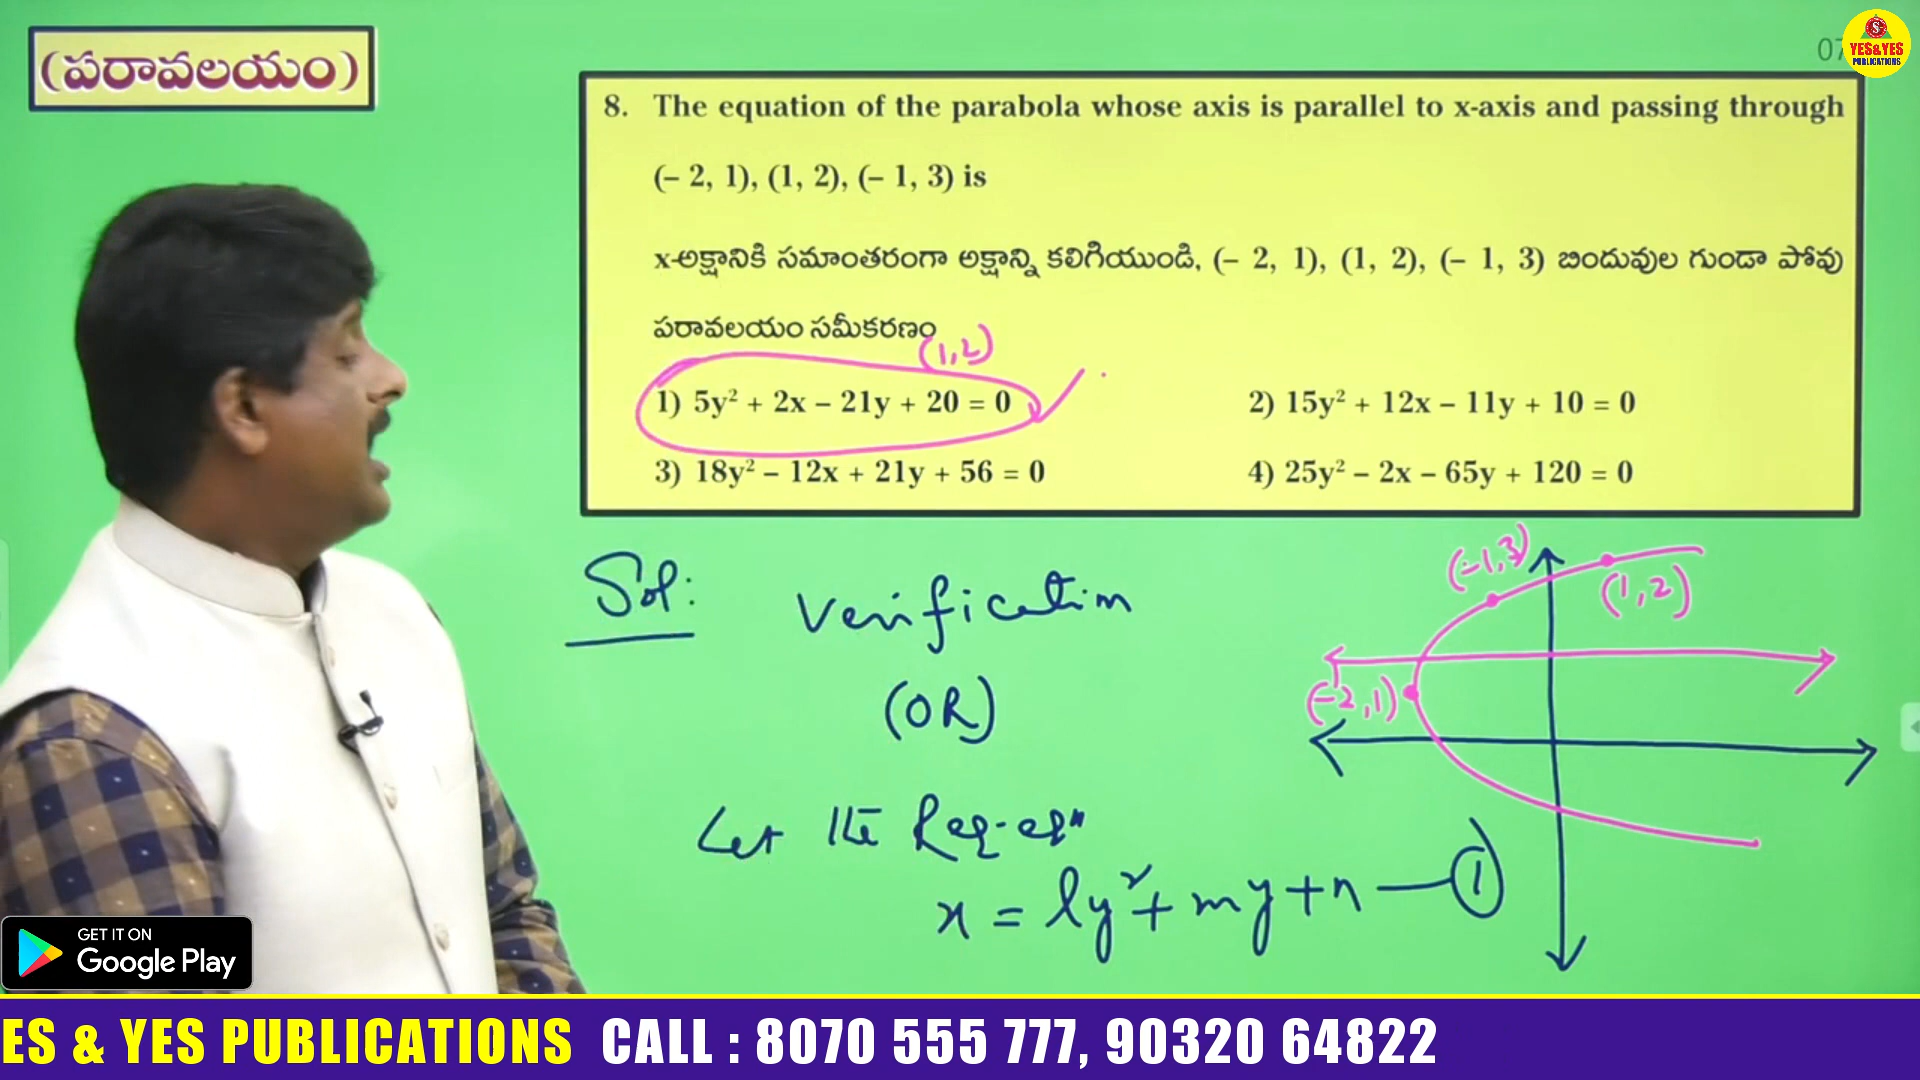 (పరావలయం)
07
YES&YES
PUBLICATIONS
8. The equation of the parabola whose axis is parallel to x-axis and passing through
(– 2, 1), (1, 2), (– 1, 3) is
x-అక్షానికి సమాంతరంగా అక్షాన్ని కలిగియుండి, (– 2, 1), (1, 2), (– 1, 3) బిందువుల గుండా పోవు
పరావలయం సమీకరణం
(1,2)
1) 5y² + 2x – 21y + 20 = 0
2) 15y² + 12x – 11y + 10 = 0
3) 18y² – 12x + 21y + 56 = 0
4) 25y² – 2x – 65y + 120 = 0
Sol:
Verification
(OR)
Let the Req-eqn
x = ly² + my + n — 1
(-1,3)
(1,2)
(-2,1)
GET IT ON
Google Play
ES & YES PUBLICATIONS CALL : 8070 555 777, 90320 64822